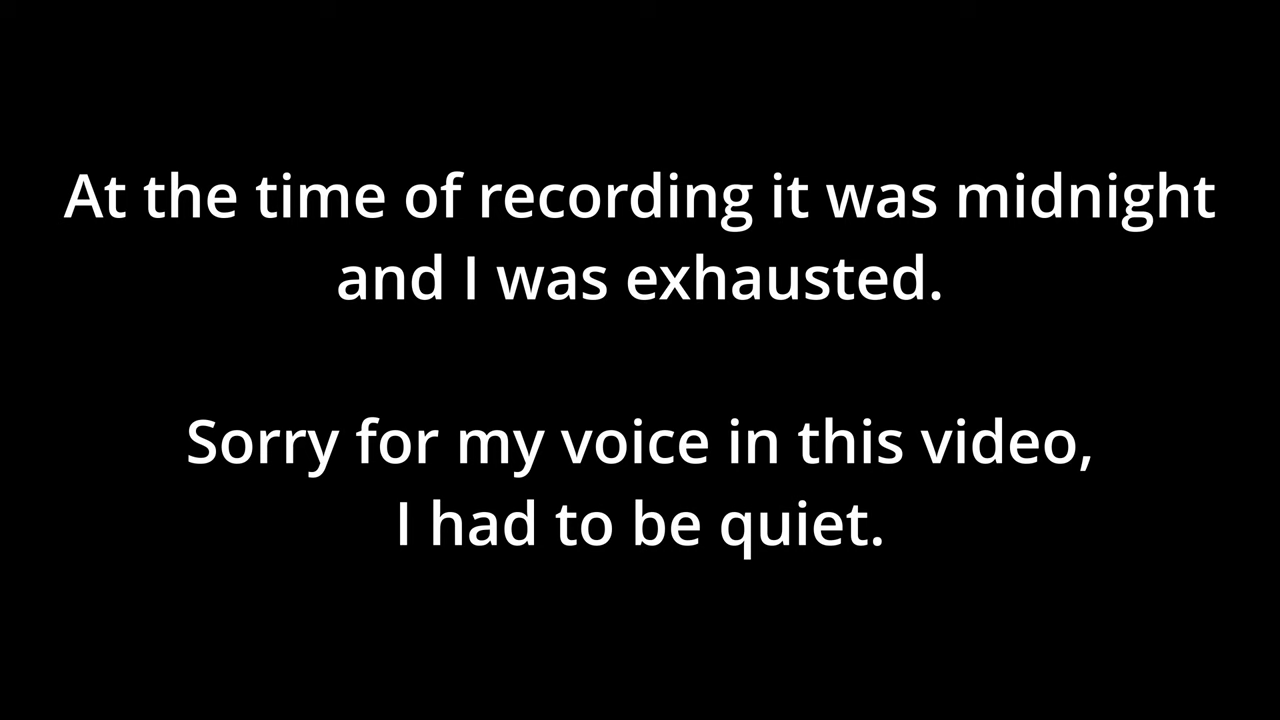 At the time of recording it was midnight
and I was exhausted.
Sorry for my voice in this video,
I had to be quiet.